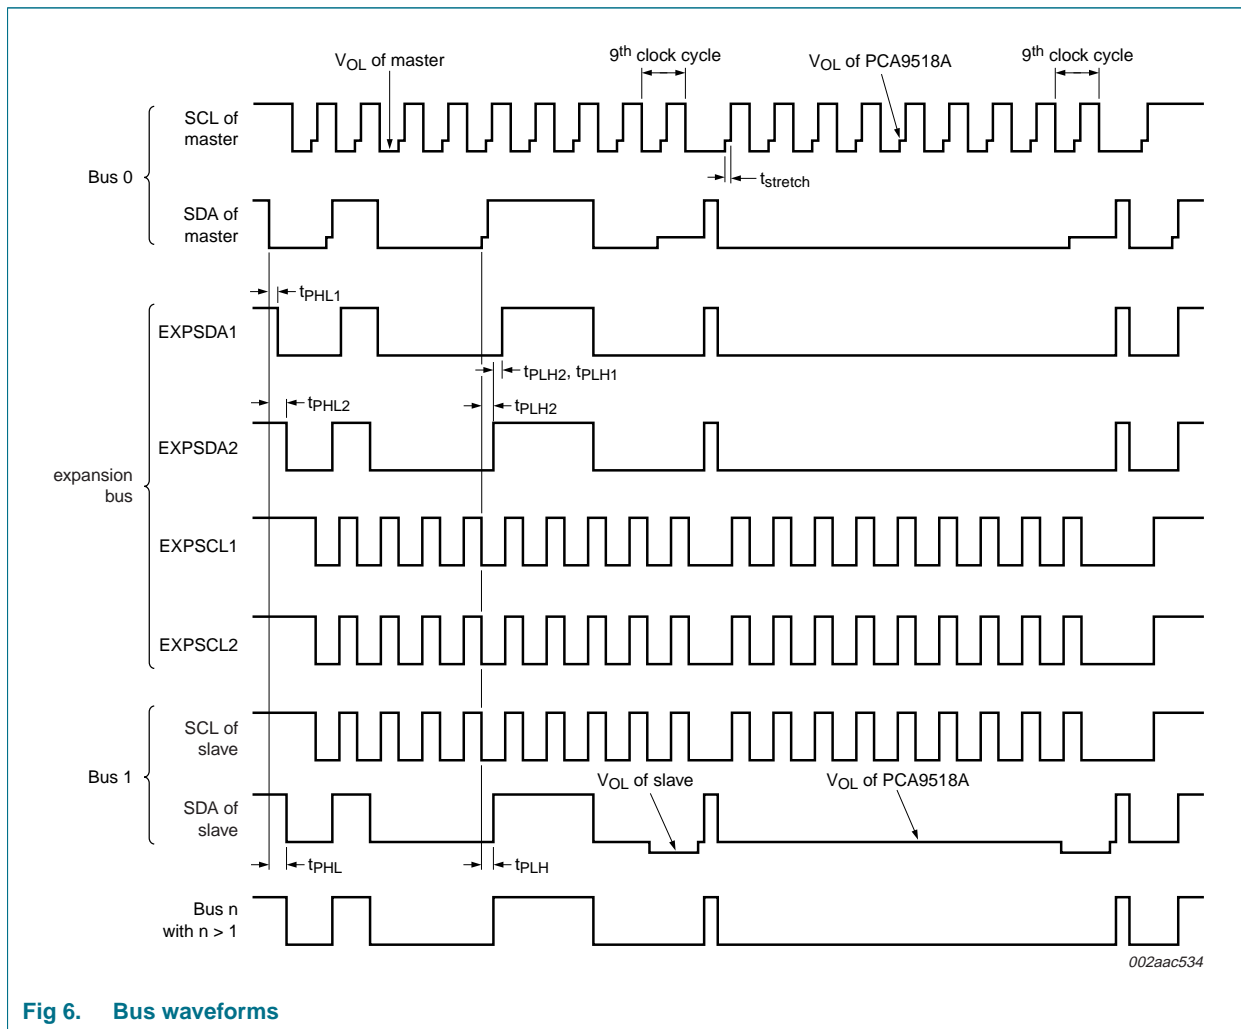 VOL of master
9th clock cycle
VOL of PCA9518A
9th clock cycle
SCL of
master
Bus 0
tstretch
SDA of
master
tPHL1
EXPSDA1
tPLH2, tPLH1
tPHL2
tPLH2
EXPSDA2
expansion
bus
EXPSCL1
EXPSCL2
SCL of
slave
Bus 1
VOL of slave
VOL of PCA9518A
SDA of
slave
tPHL
tPLH
Bus n
with n > 1
002aac534
Fig 6. Bus waveforms